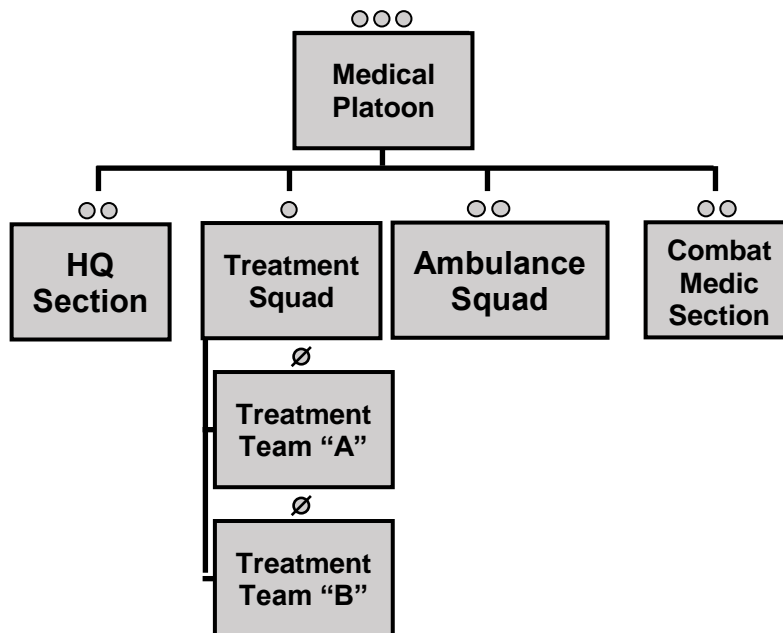 Medical
Platoon
HQ
Section
Treatment
Squad
Ambulance
Squad
Combat
Medic
Section
Treatment
Team “A”
Treatment
Team “B”